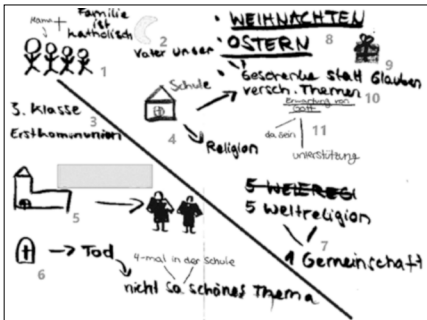 Mama +
Familie
ist
katholisch
1
2
Vater unser
• WEIHNACHTEN
• OSTERN
8
9
Geschenke statt Glauben
versch. Themen
10
Erwartung von
Gott
11
da sein
unterstützung
Schule
4
Religion
3
3. Klasse
Erstkommunion
5
6
Tod
4-mal in der Schule
nicht so schönes Thema
5 WELTREGI
5 Weltreligion
7
1 Gemeinschaft